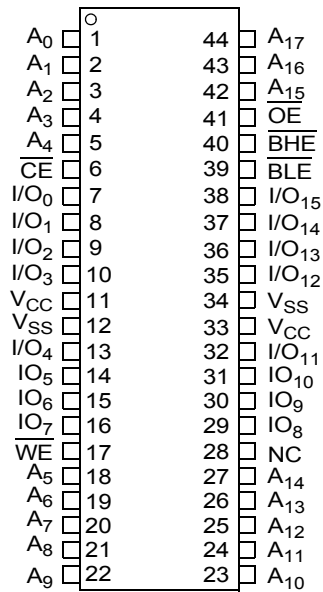 A0 1 44 A17
A1 2 43 A16
A2 3 42 A15
A3 4 41 OE
A4 5 40 BHE
CE 6 39 BLE
I/O0 7 38 I/O15
I/O1 8 37 I/O14
I/O2 9 36 I/O13
I/O3 10 35 I/O12
VCC 11 34 VSS
VSS 12 33 VCC
I/O4 13 32 I/O11
IO5 14 31 IO10
IO6 15 30 IO9
IO7 16 29 IO8
WE 17 28 NC
A5 18 27 A14
A6 19 26 A13
A7 20 25 A12
A8 21 24 A11
A9 22 23 A10